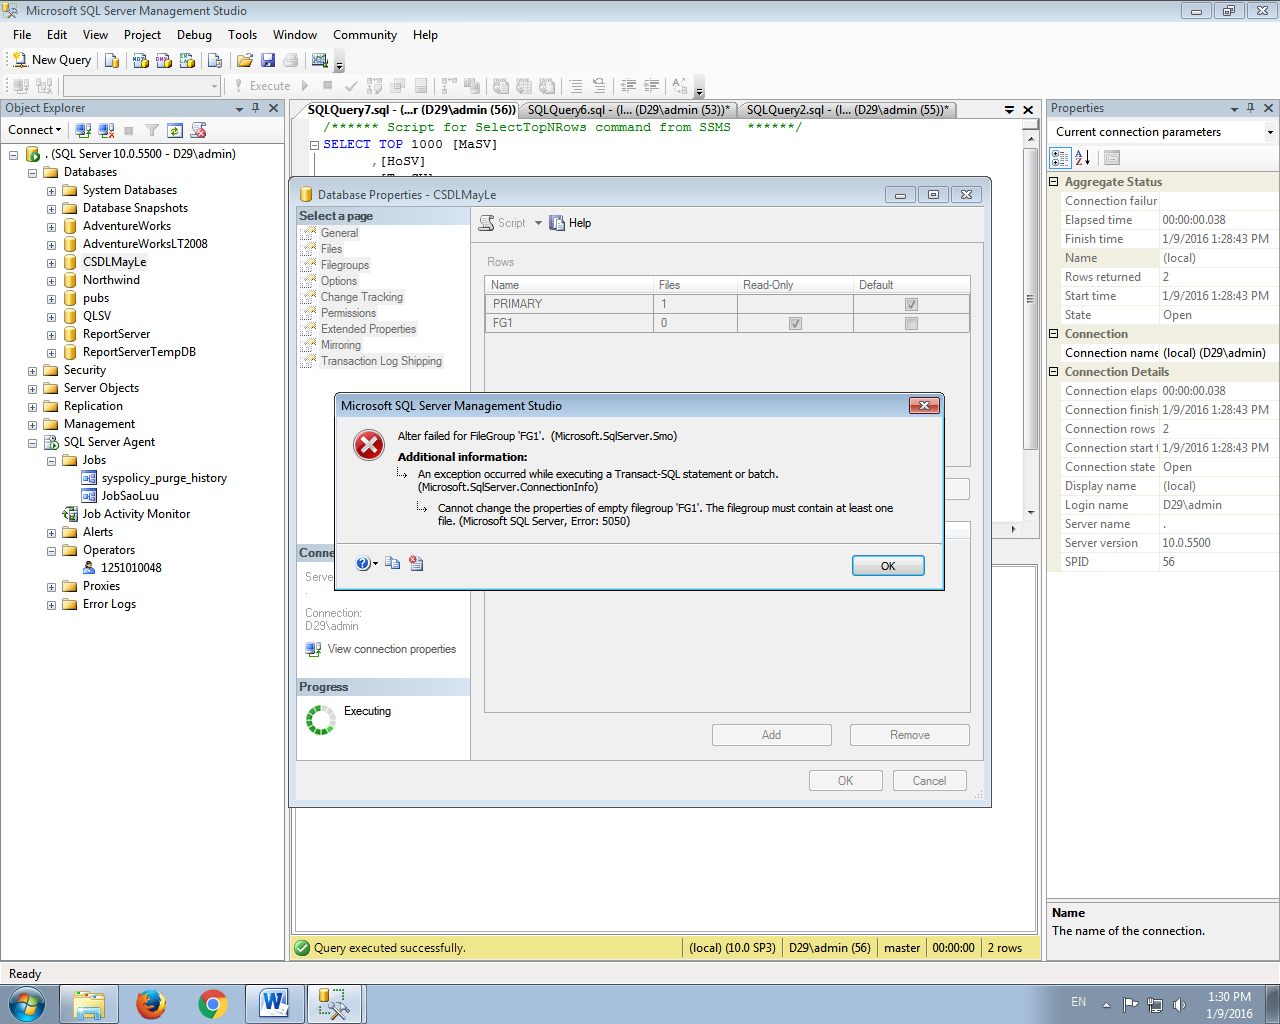 Microsoft SQL Server Management Studio
File Edit View Project Debug Tools Window Community Help
New Query
Execute
Object Explorer
Connect
. (SQL Server 10.0.5500 - D29\admin)
Databases
System Databases
Database Snapshots
AdventureWorks
AdventureWorksLT2008
CSDLMayLe
Northwind
pubs
QLSV
ReportServer
ReportServerTempDB
Security
Server Objects
Replication
Management
SQL Server Agent
Jobs
syspolicy_purge_history
JobSaoLuu
Job Activity Monitor
Alerts
Operators
1251010048
Proxies
Error Logs
SQLQuery7.sql - (...r (D29\admin (56)) SQLQuery6.sql - (l... (D29\admin (53))* SQLQuery2.sql - (l... (D29\admin (55))*
/****** Script for SelectTopNRows command from SSMS ******/
SELECT TOP 1000 [MaSV]
,[HoSV]
Database Properties - CSDLMayLe
Select a page
General
Files
Filegroups
Options
Change Tracking
Permissions
Extended Properties
Mirroring
Transaction Log Shipping
Script Help
Rows
Name Files Read-Only Default
PRIMARY 1
FG1 0
Microsoft SQL Server Management Studio
Alter failed for FileGroup 'FG1'. (Microsoft.SqlServer.Smo)
Additional information:
An exception occurred while executing a Transact-SQL statement or batch.
(Microsoft.SqlServer.ConnectionInfo)
Cannot change the properties of empty filegroup 'FG1'. The filegroup must contain at least one
file. (Microsoft SQL Server, Error: 5050)
OK
Conne
Serve
.
Connection:
D29\admin
View connection properties
Progress
Executing
Add Remove
OK Cancel
Query executed successfully. (local) (10.0 SP3) D29\admin (56) master 00:00:00 2 rows
Properties
Current connection parameters
Aggregate Status
Connection failur
Elapsed time 00:00:00.038
Finish time 1/9/2016 1:28:43 PM
Name (local)
Rows returned 2
Start time 1/9/2016 1:28:43 PM
State Open
Connection
Connection name (local) (D29\admin)
Connection Details
Connection elaps 00:00:00.038
Connection finish 1/9/2016 1:28:43 PM
Connection rows 2
Connection start t 1/9/2016 1:28:43 PM
Connection state Open
Display name (local)
Login name D29\admin
Server name .
Server version 10.0.5500
SPID 56
Name
The name of the connection.
Ready
EN
1:30 PM
1/9/2016